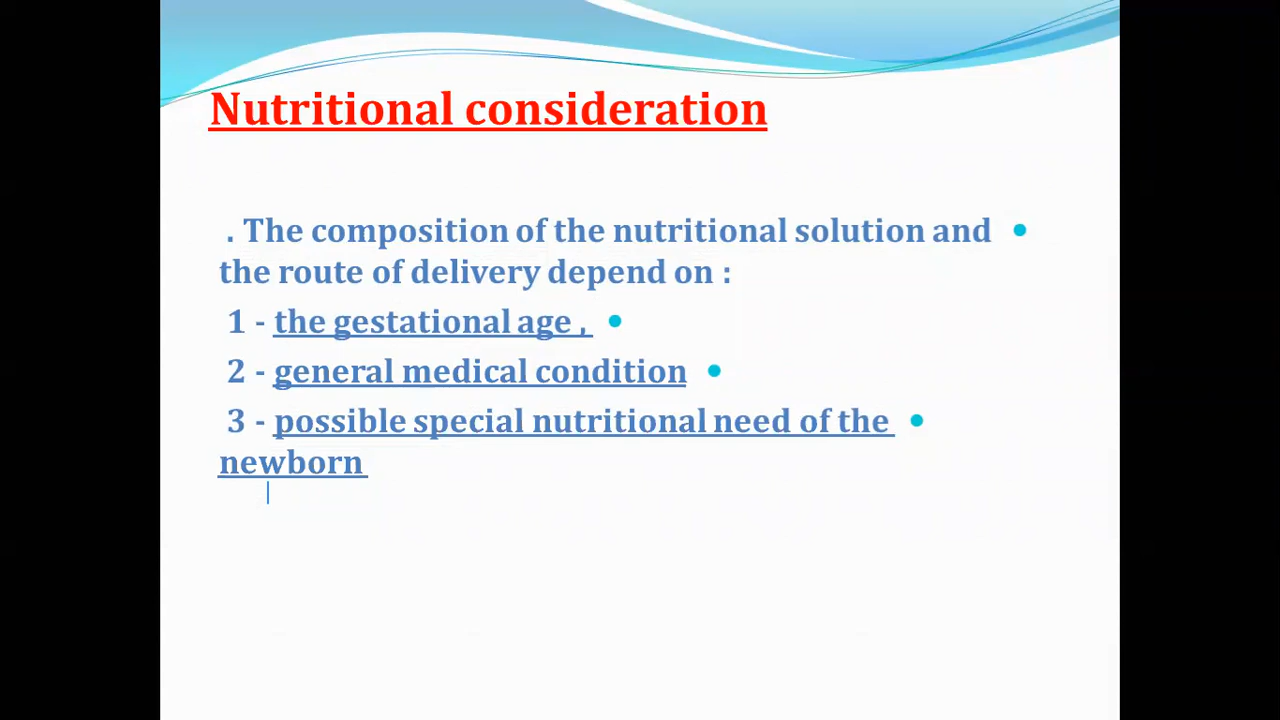 Nutritional consideration
. The composition of the nutritional solution and
the route of delivery depend on :
1 - the gestational age ,
2 - general medical condition
3 - possible special nutritional need of the
newborn